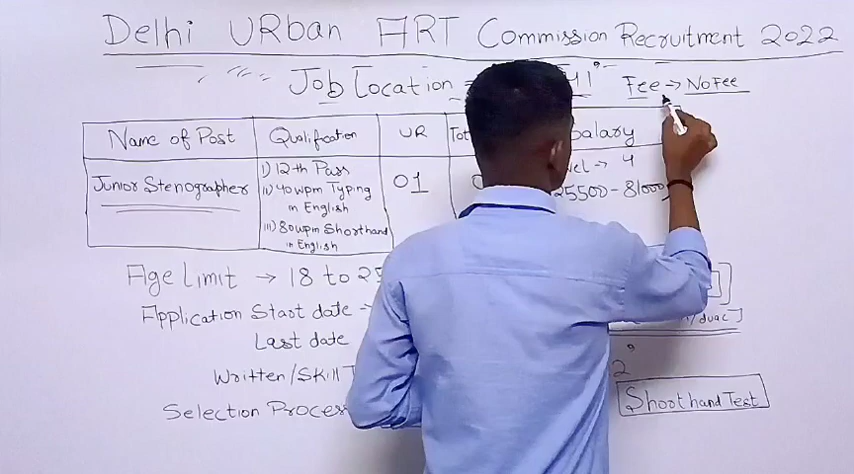 Delhi URban ART Commission Recruitment 2022
Job Location
Fee → No Fee
Name of Post
Qualification
UR
Salary
Junior Stenographer
i) 12th Pass
ii) 40 wpm Typing
in English
iii) 80 wpm Shorthand
in English
01
→ 4
25500 - 81000
Age Limit → 18 to 25
Application Start date →
Last date
Written/Skill T
Selection Process
Shorthand Test